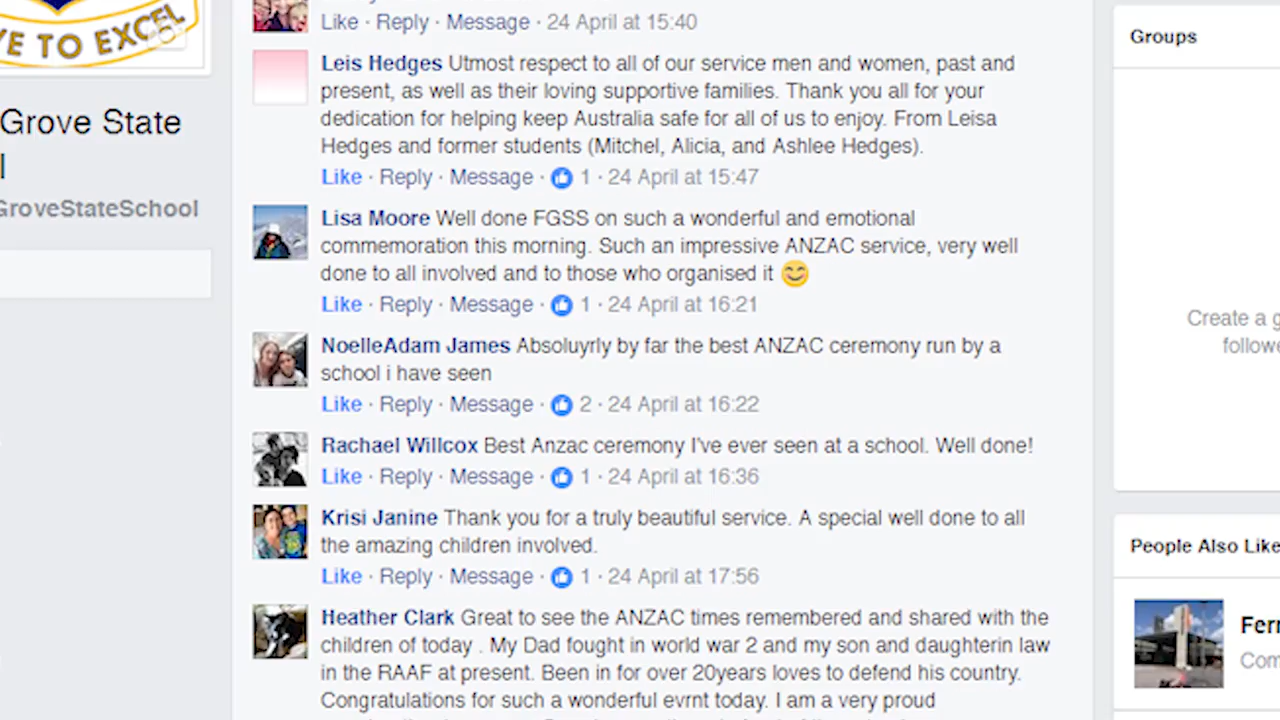 VE TO EXCEL
Grove State
l
GroveStateSchool
Like · Reply · Message · 24 April at 15:40
Leis Hedges Utmost respect to all of our service men and women, past and
present, as well as their loving supportive families. Thank you all for your
dedication for helping keep Australia safe for all of us to enjoy. From Leisa
Hedges and former students (Mitchel, Alicia, and Ashlee Hedges).
Like · Reply · Message · 1 · 24 April at 15:47
Lisa Moore Well done FGSS on such a wonderful and emotional
commemoration this morning. Such an impressive ANZAC service, very well
done to all involved and to those who organised it 😊
Like · Reply · Message · 1 · 24 April at 16:21
NoelleAdam James Absoluyrly by far the best ANZAC ceremony run by a
school i have seen
Like · Reply · Message · 2 · 24 April at 16:22
Rachael Willcox Best Anzac ceremony I've ever seen at a school. Well done!
Like · Reply · Message · 1 · 24 April at 16:36
Krisi Janine Thank you for a truly beautiful service. A special well done to all
the amazing children involved.
Like · Reply · Message · 1 · 24 April at 17:56
Heather Clark Great to see the ANZAC times remembered and shared with the
children of today . My Dad fought in world war 2 and my son and daughterin law
in the RAAF at present. Been in for over 20years loves to defend his country.
Congratulations for such a wonderful evrnt today. I am a very proud
Groups
Create a g
followe
People Also Like
Fern
Com